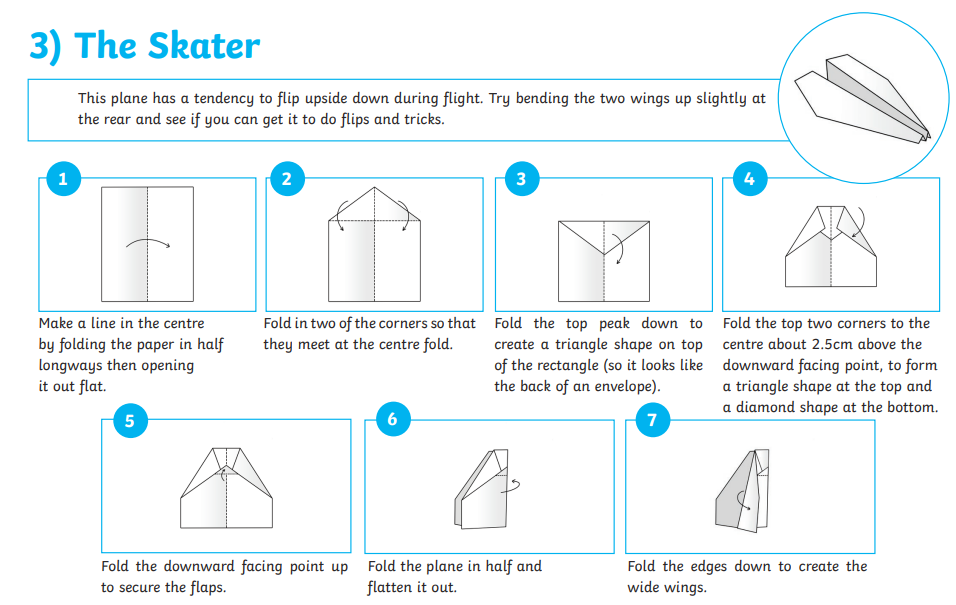 3) The Skater
This plane has a tendency to flip upside down during flight. Try bending the two wings up slightly at
the rear and see if you can get it to do flips and tricks.
1
Make a line in the centre
by folding the paper in half
longways then opening
it out flat.
2
Fold in two of the corners so that
they meet at the centre fold.
3
Fold the top peak down to
create a triangle shape on top
of the rectangle (so it looks like
the back of an envelope).
4
Fold the top two corners to the
centre about 2.5cm above the
downward facing point, to form
a triangle shape at the top and
a diamond shape at the bottom.
5
Fold the downward facing point up
to secure the flaps.
6
Fold the plane in half and
flatten it out.
7
Fold the edges down to create the
wide wings.